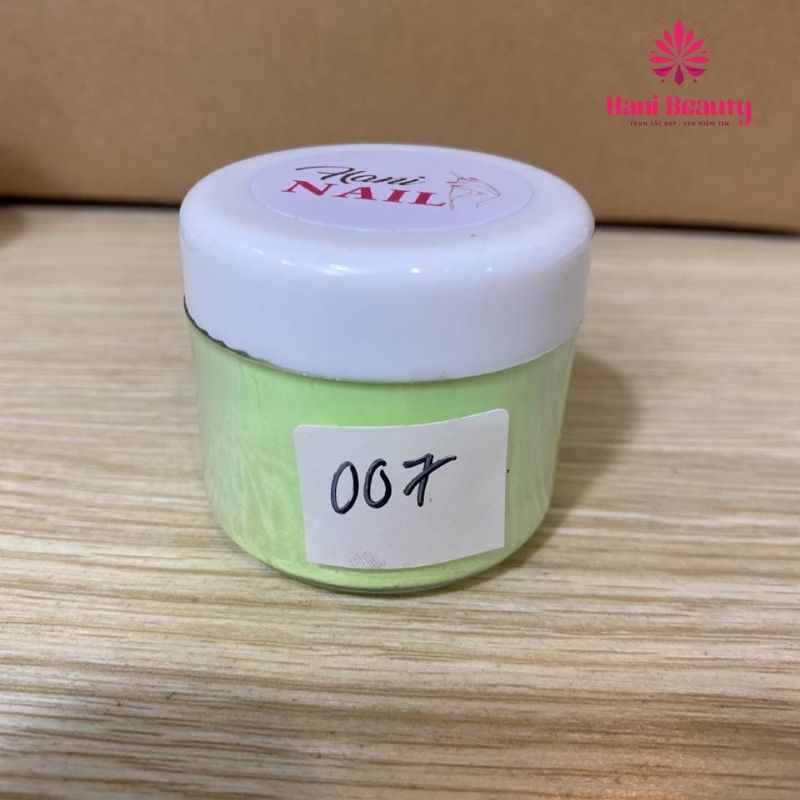 Hani Beauty
TRỌN SẮC ĐẸP - VẸN NIỀM TIN
Hani
NAIL
007